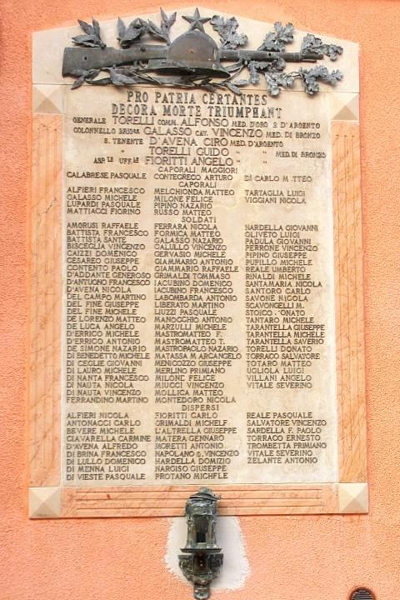 PRO PATRIA CERTANTES
DECORA MORTE TRIUMPHANT
GENERALE TORELLI COMM. ALFONSO MED. D'ORO 2 D'ARGENTO
COLONNELLO GALASSO CAV. VINCENZO MED. DI BRONZO
S. TENENTE D'AVENA CIRO MED. D'ARGENTO
" TORELLI GUIDO " MED. DI BRONZO
FIORITTI ANGELO "
CAPORALI MAGGIORI
CALABRESE PASQUALE CONTEGRECO ARTURO DI CARLO M TTEO
CAPORALI
ALFIERI FRANCESCO MELCHIONDA MATTEO TARTAGLIA LUIGI
GALASSO MICHELE MILONE FELICE VIGGIANI NICOLA
LUPARDI PASQUALE PIPINO NAZARIO
MATTIACCI FIORINO RUSSO MATTEO
SOLDATI
AMORUSI RAFFAELE FERRARA NICOLA NARDELLA GIOVANNI
BATTISTA FRANCESCO FORMICA MATTEO OLIVETO LUIGI
BATTISTA SANTE GALASSO NAZARIO PADULA GIOVANNI
BISCEGLIA VINCENZO GALULLO VINCENZO PERRONE VINCENZO
CAIZZI DOMENICO GERVASIO MICHELE PIPINO GIUSEPPE
CESAREO GIUSEPPE GIAMMARIO ANTONIO PUPILLO MICHELE
CONTENTO PAOLO GIAMMARIO RAFFAELE REALE UMBERTO
D'ADDANTE GENEROSO GRIMALDI TOMMASO RINALDI MICHELE
D'ANTUONO FRANCESCO IACUBINO DOMENICO SANTAMARIA NICOLA
D'AVENA NICOLA IACUBINO FRANCESCO SANTORO CARLO
DEL CAMPO MARTINO LABOMBARDA ANTONIO SAVONE NICOLA
DEL FINE GIUSEPPE LIBERATO MARTINO SCAVONGELLI M.
DEL FINE MICHELE LIUZZI PASQUALE STOICO ONATO
DE LORENZO MATTEO MANOCCHIO ANTONIO TANTARO MICHELE
DE LUCA ANGELO MARZULLI MICHELE TARANTELLA GIUSEPPE
D'ERRICO MICHELE MASTROMATTEO F. TARANTELLA MICHELE
D'ERRICO ANTONIO MASTROMATTEO T. TARANTELLA SAVERIO
DE SIMONE NAZARIO MASTROPAOLO NAZARIO TORELLI DONATO
DI BENEDETTO MICHELE MATASSA M. ARCANGELO TORRACO SALVATORE
DI CEGLIE GIOVANNI MENICOZZO GIUSEPPE TOTARO MATTEO
DI LAURO MICHELE MERLINO PRIMIANO UGLIOLA LUIGI
DI NANTA FRANCESCO MILONE FELICE VILLANI ANGELO
DI NAUTA NICOLA MIUCCI VINCENZO VITALE SEVERINO
DI NAUTA VINCENZO MOLLICA MATTEO
FERRANDINO MARTINO MONTEDORO NICOLA
DISPERSI
ALFIERI NICOLA FIORITTI CARLO REALE PASQUALE
ANTONACCI CARLO GRIMALDI MICHELE SALVATORE VINCENZO
BEVERE MICHELE L'ALTRELLA GIUSEPPE SARDELLA F. PAOLO
CIAVARELLA CARMINE MATERA GENNARO TORRACO ERNESTO
D'AVENA ALFREDO MORETTI ANTONIO TROMBETTA PRIMIANO
DI BRINA FRANCESCO NAPOLANO S. VINCENZO VITALE SEVERINO
DI LULLO DOMENICO NARDELLA DOMIZIO ZELANTE ANTONIO
DI MENNA LUIGI NARGISO GIUSEPPE
DI VIESTE PASQUALE PROTANO MICHELE